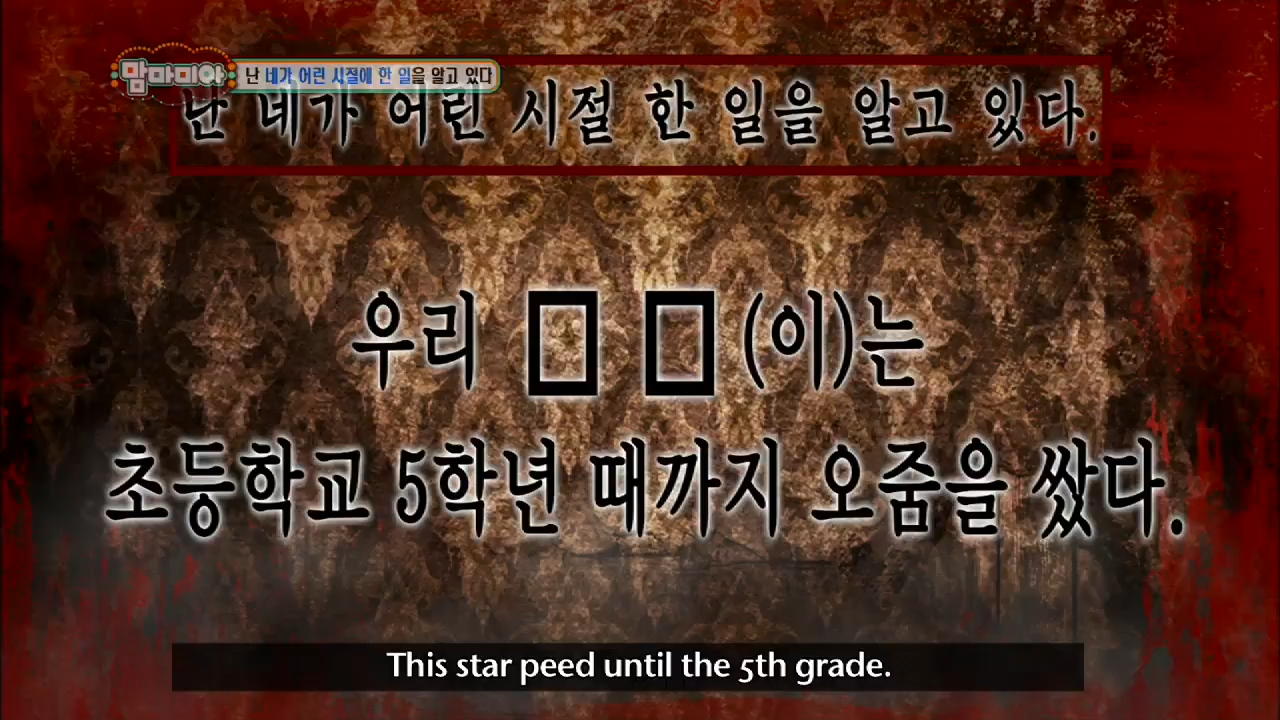 맘마미아 난 네가 어린 시절에 한 일을 알고 있다
난 네가 어린 시절 한 일을 알고 있다.
우리 □ □ (이)는
초등학교 5학년 때까지 오줌을 쌌다.
This star peed until the 5th grade.